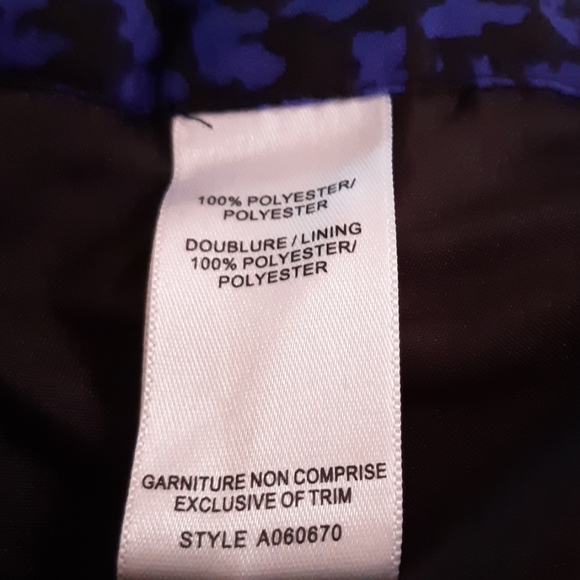 100% POLYESTER/
POLYESTER
DOUBLURE / LINING
100% POLYESTER/
POLYESTER
GARNITURE NON COMPRISE
EXCLUSIVE OF TRIM
STYLE A060670